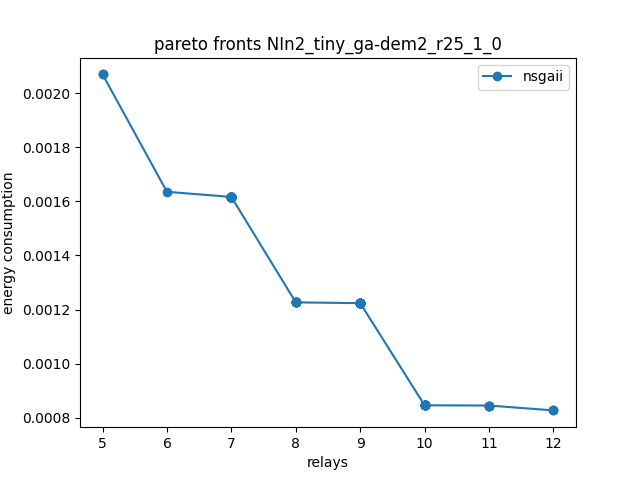 pareto fronts NIn2_tiny_ga-dem2_r25_1_0
nsgaii
energy consumption
0.0020
0.0018
0.0016
0.0014
0.0012
0.0010
0.0008
5 6 7 8 9 10 11 12
relays